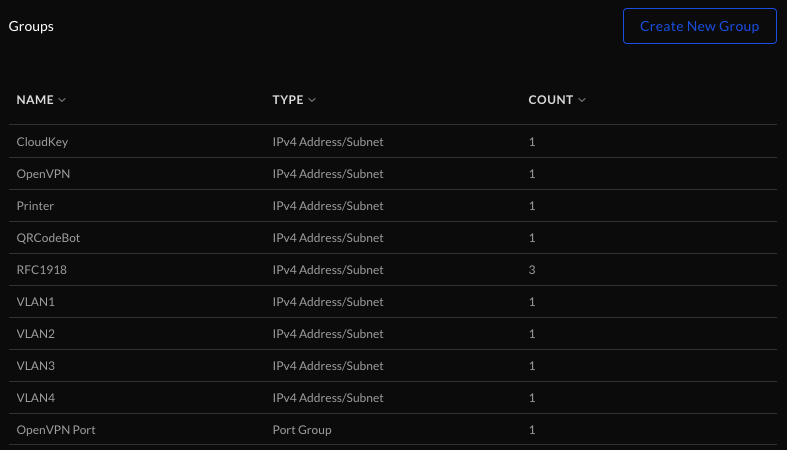 Groups
Create New Group
NAME TYPE COUNT
CloudKey IPv4 Address/Subnet 1
OpenVPN IPv4 Address/Subnet 1
Printer IPv4 Address/Subnet 1
QRCodeBot IPv4 Address/Subnet 1
RFC1918 IPv4 Address/Subnet 3
VLAN1 IPv4 Address/Subnet 1
VLAN2 IPv4 Address/Subnet 1
VLAN3 IPv4 Address/Subnet 1
VLAN4 IPv4 Address/Subnet 1
OpenVPN Port Port Group 1